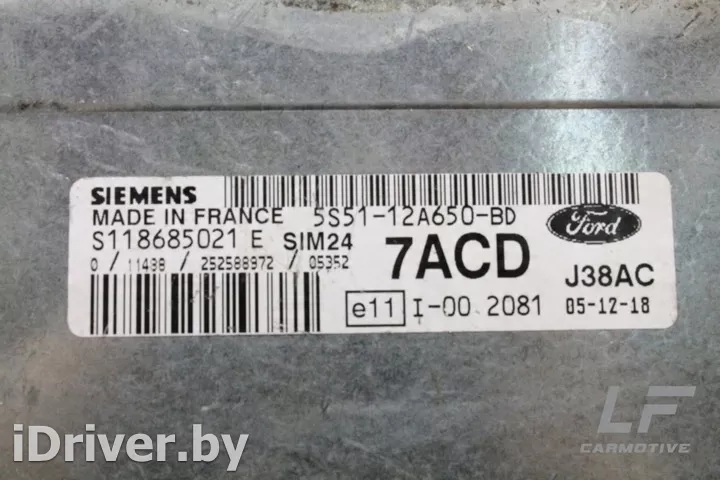 SIEMENS
MADE IN FRANCE 5S51-12A650-BD
S118685021 E SIM24 7ACD
Ford
J38AC
0 / 11498 / 252588972 / 05352
e11 I-00 2081 05-12-18
LF
CARMOTIVE
iDriver.by